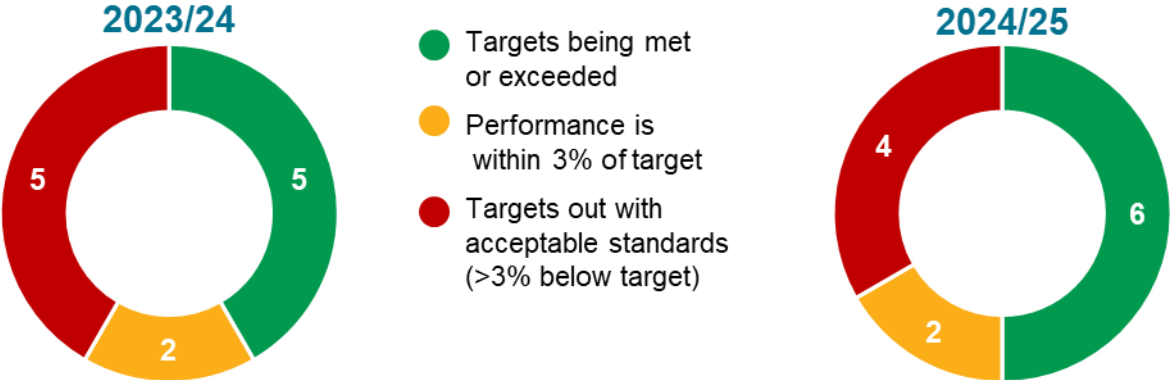 2023/24
5
5
2
Targets being met
or exceeded
Performance is
within 3% of target
Targets out with
acceptable standards
(>3% below target)
2024/25
4
6
2